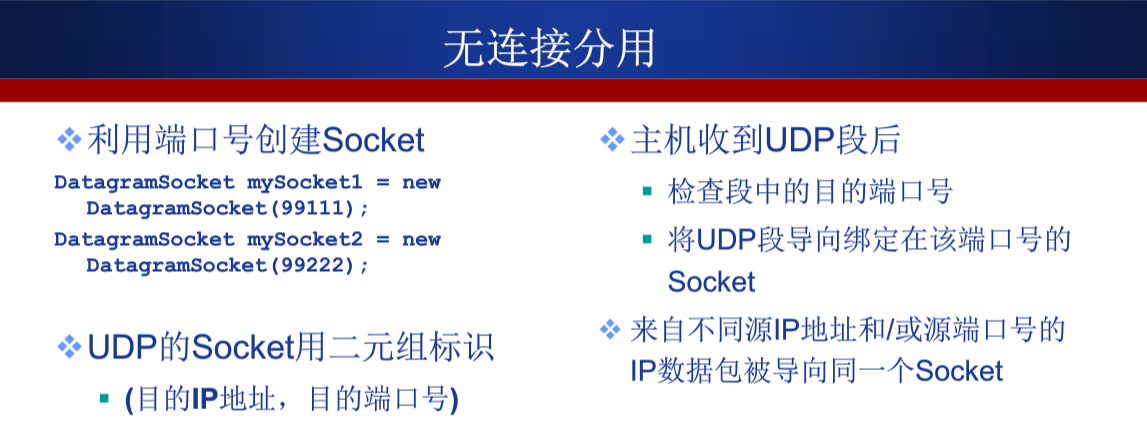 无连接分用
利用端口号创建Socket
DatagramSocket mySocket1 = new
DatagramSocket(99111);
DatagramSocket mySocket2 = new
DatagramSocket(99222);
UDP的Socket用二元组标识
(目的IP地址，目的端口号)
主机收到UDP段后
检查段中的目的端口号
将UDP段导向绑定在该端口号的
Socket
来自不同源IP地址和/或源端口号的
IP数据包被导向同一个Socket